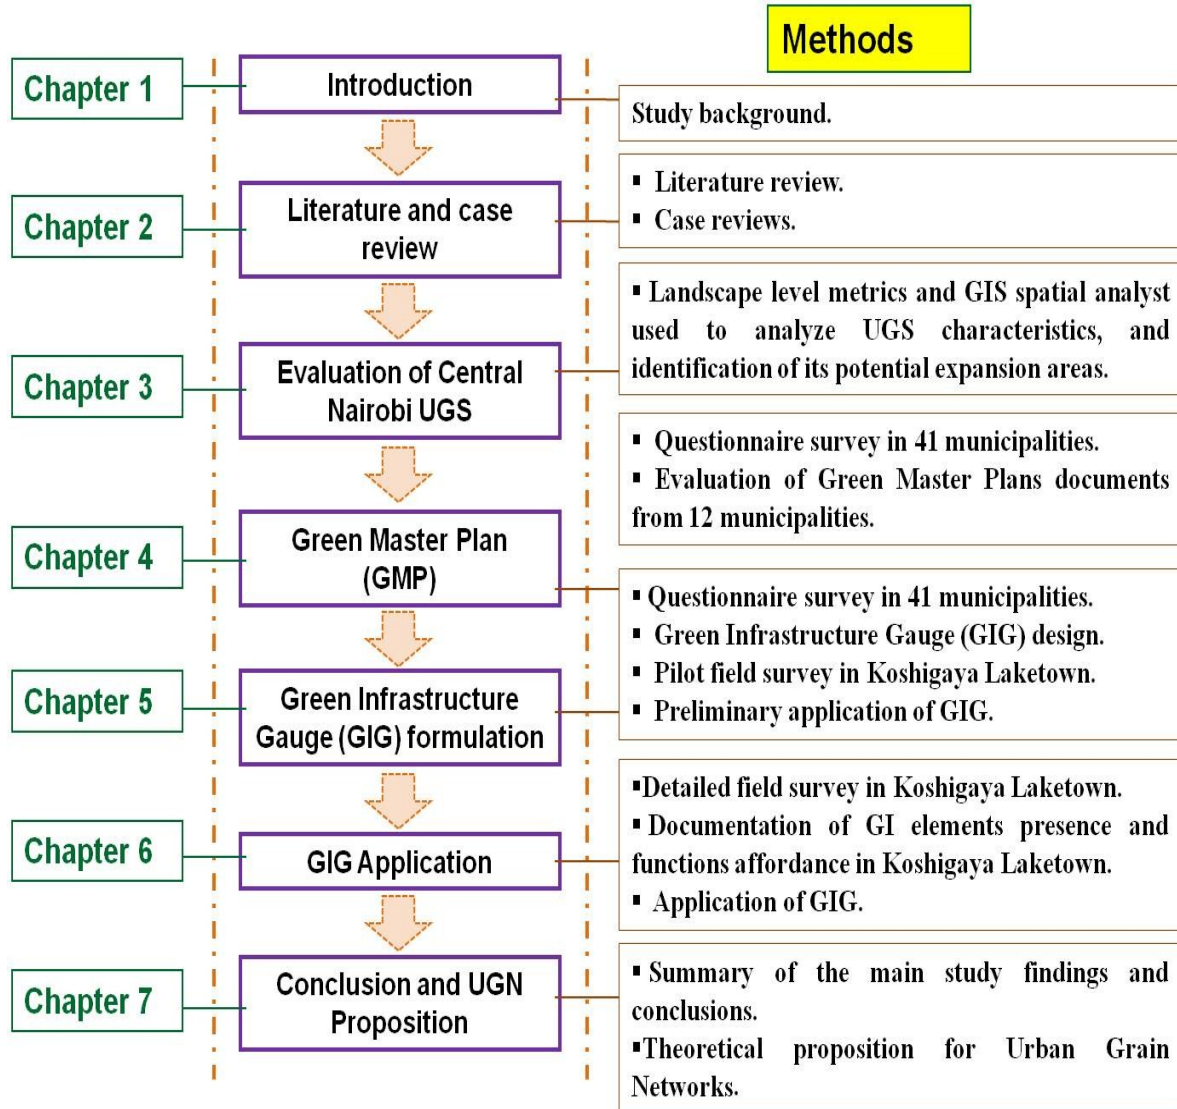 Methods
Chapter 1
Introduction
Study background.
Chapter 2
Literature and case
review
▪ Literature review.
▪ Case reviews.
Chapter 3
Evaluation of Central
Nairobi UGS
▪ Landscape level metrics and GIS spatial analyst
used to analyze UGS characteristics, and
identification of its potential expansion areas.
Chapter 4
Green Master Plan
(GMP)
▪ Questionnaire survey in 41 municipalities.
▪ Evaluation of Green Master Plans documents
from 12 municipalities.
Chapter 5
Green Infrastructure
Gauge (GIG) formulation
▪ Questionnaire survey in 41 municipalities.
▪ Green Infrastructure Gauge (GIG) design.
▪ Pilot field survey in Koshigaya Laketown.
▪ Preliminary application of GIG.
Chapter 6
GIG Application
▪Detailed field survey in Koshigaya Laketown.
▪ Documentation of GI elements presence and
functions affordance in Koshigaya Laketown.
▪ Application of GIG.
Chapter 7
Conclusion and UGN
Proposition
▪ Summary of the main study findings and
conclusions.
▪Theoretical proposition for Urban Grain
Networks.